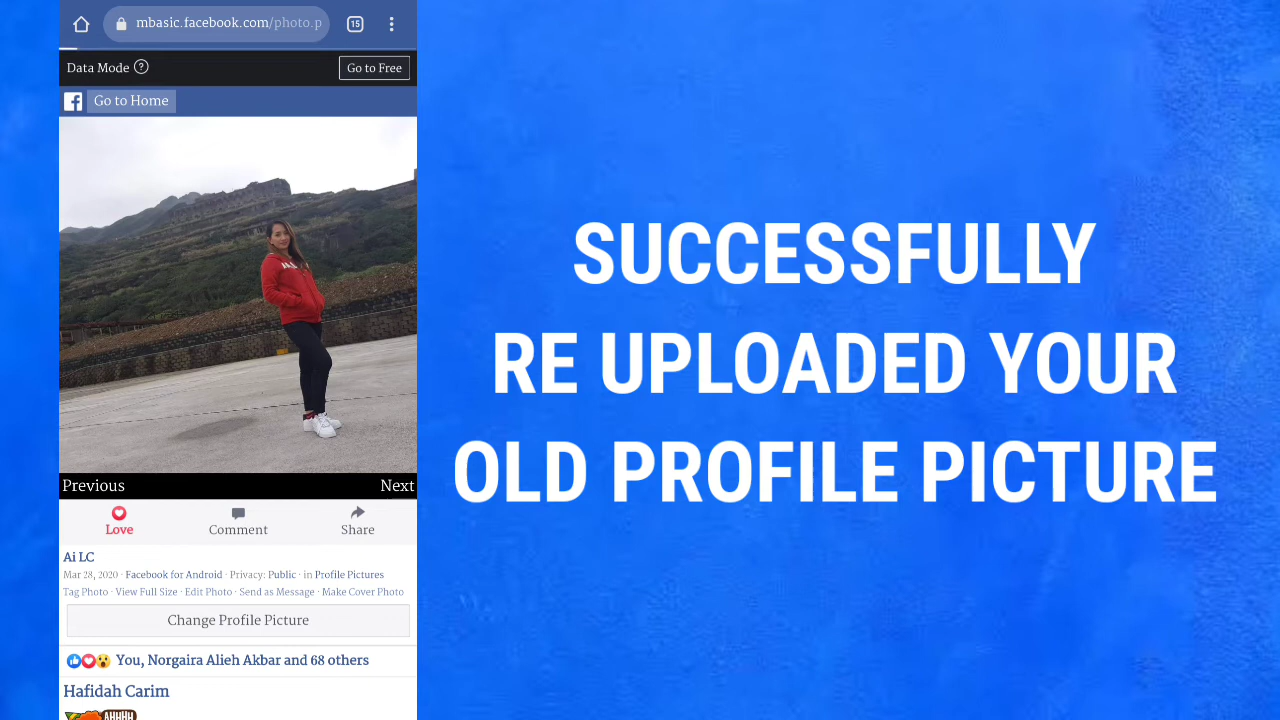 mbasic.facebook.com/photo.p
15
Data Mode ?
Go to Free
Go to Home
Previous
Next
Love
Comment
Share
Ai LC
Mar 28, 2020 · Facebook for Android · Privacy: Public · in Profile Pictures
Tag Photo · View Full Size · Edit Photo · Send as Message · Make Cover Photo
Change Profile Picture
You, Norgaira Alieh Akbar and 68 others
Hafidah Carim
AHHHH
SUCCESSFULLY
RE UPLOADED YOUR
OLD PROFILE PICTURE